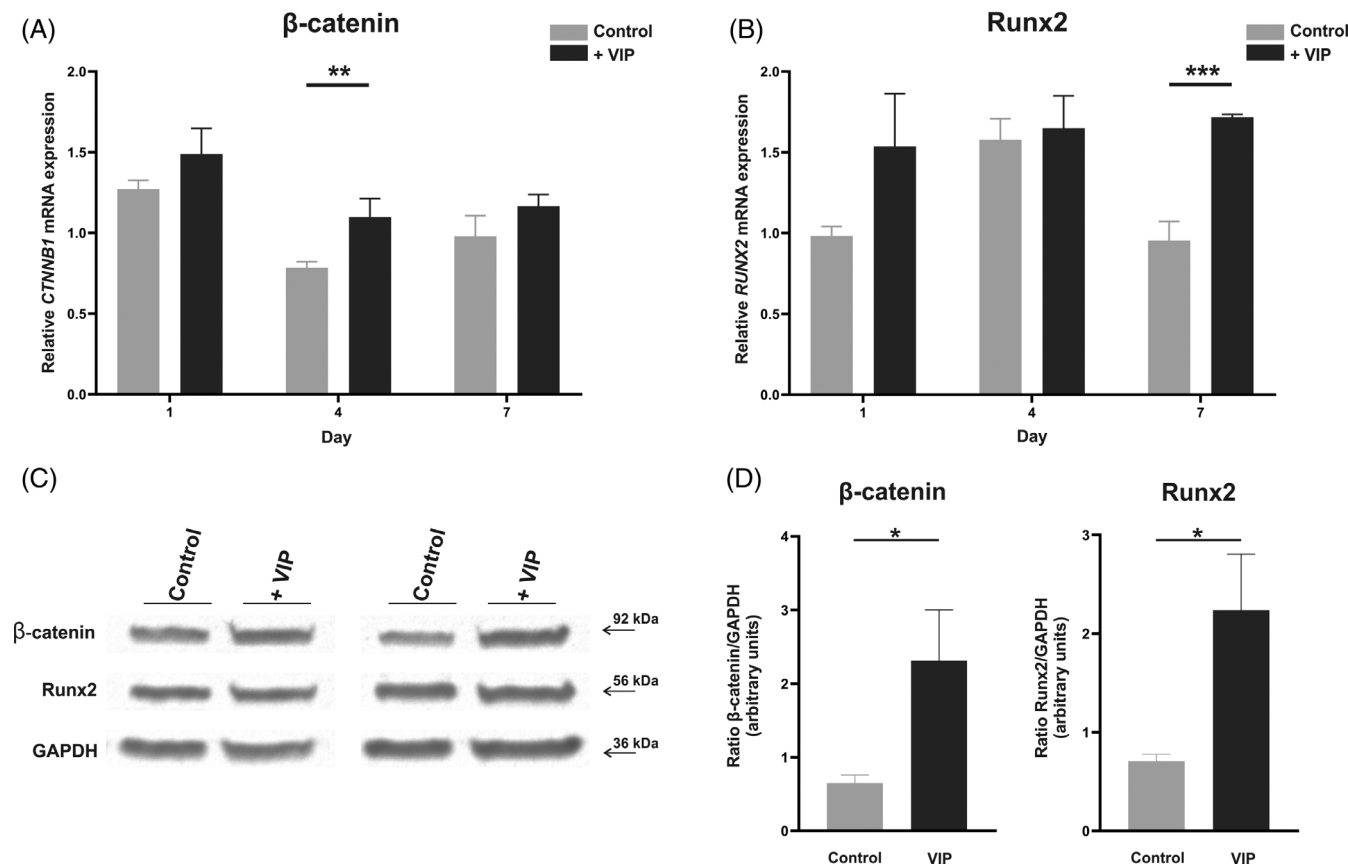 (A)
β-catenin
Control
+ VIP
**
Relative CTNNB1 mRNA expression
2.0
1.5
1.0
0.5
0.0
1
4
7
Day
(B)
Runx2
Control
+ VIP
***
Relative RUNX2 mRNA expression
2.0
1.5
1.0
0.5
0.0
1
4
7
Day
(C)
Control
+ VIP
Control
+ VIP
β-catenin
92 kDa
Runx2
56 kDa
GAPDH
36 kDa
(D)
β-catenin
*
Ratio β-catenin/GAPDH
(arbitrary units)
4
3
2
1
0
Control
VIP
Runx2
*
Ratio Runx2/GAPDH
(arbitrary units)
3
2
1
0
Control
VIP